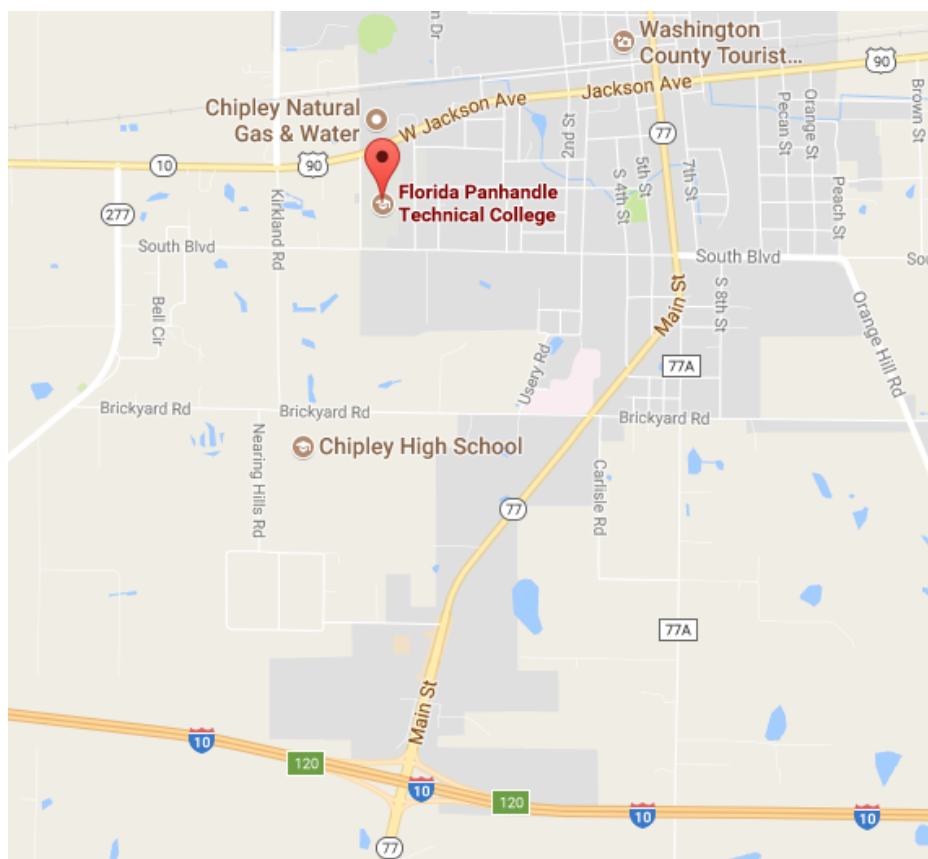 Dr
Washington
County Tourist...
90
Jackson Ave
Chipley Natural
Gas & Water
W Jackson Ave
77
2nd St
Pecan St
Orange St
Brown St
10
90
Florida Panhandle
Technical College
5th St
7th St
S 4th St
Peach St
277
Kirkland Rd
South Blvd
South Blvd
Sou
Bell Cir
Main St
S 8th St
Orange Hill Rd
Usery Rd
77A
Brickyard Rd
Brickyard Rd
Brickyard Rd
Nearing Hills Rd
Chipley High School
Carlisle Rd
77
77A
Main St
10
120
10
120
10
10
77